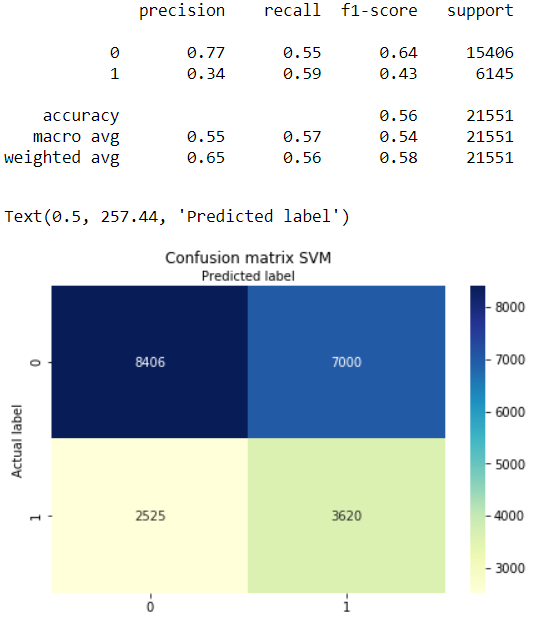 precision recall f1-score support
0 0.77 0.55 0.64 15406
1 0.34 0.59 0.43 6145
accuracy 0.56 21551
macro avg 0.55 0.57 0.54 21551
weighted avg 0.65 0.56 0.58 21551
Text(0.5, 257.44, 'Predicted label')
Confusion matrix SVM
Predicted label
8000
0 8406 7000 7000
6000
Actual label
5000
1 2525 3620 4000
3000
0 1